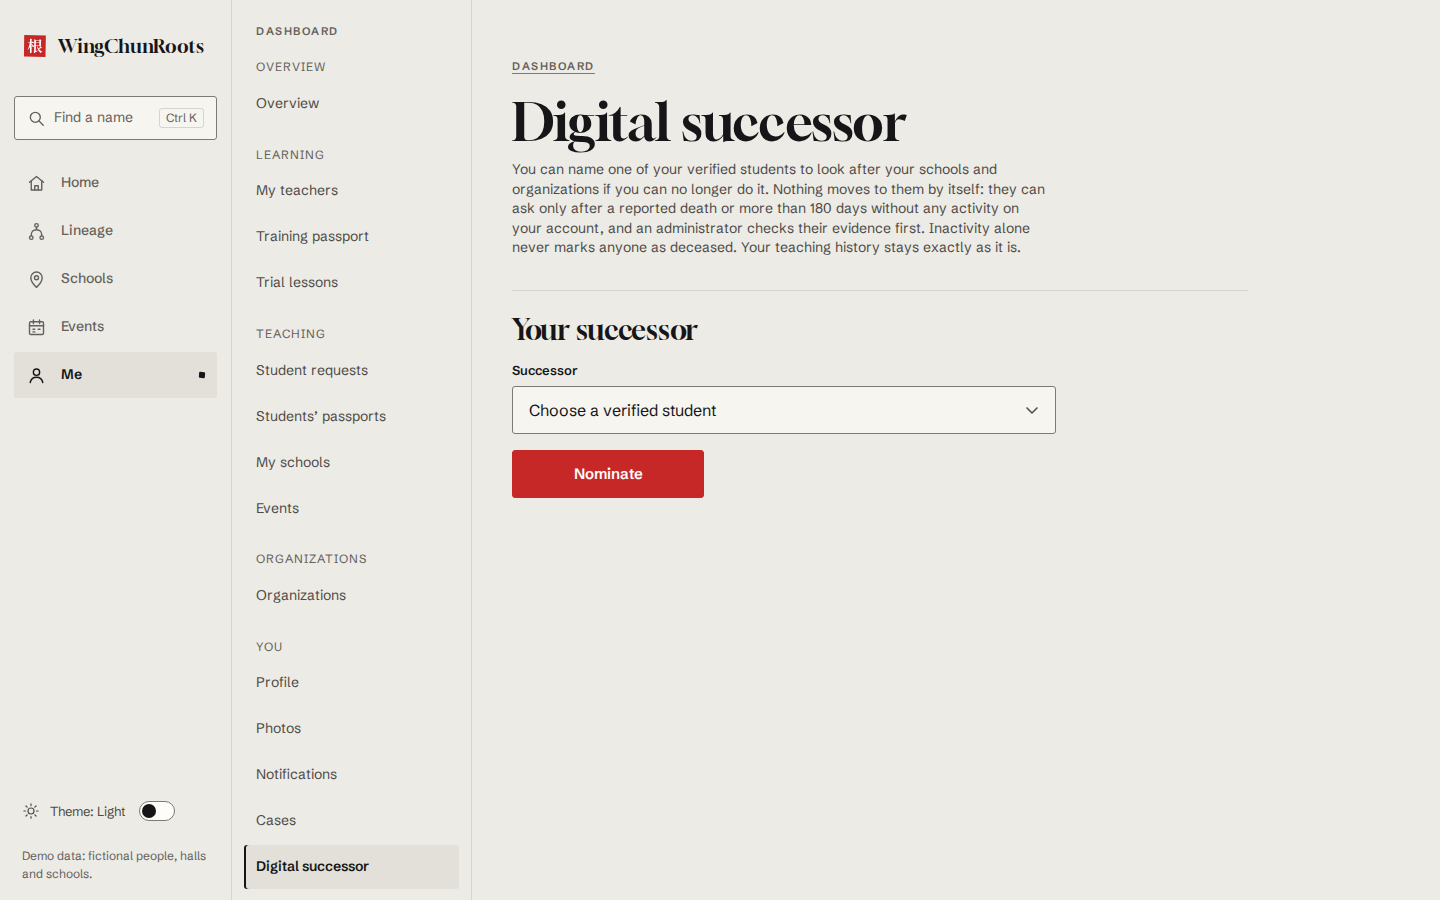 根 WingChunRoots
Find a name Ctrl K
Home
Lineage
Schools
Events
Me
Theme: Light
Demo data: fictional people, halls
and schools.
DASHBOARD
OVERVIEW
Overview
LEARNING
My teachers
Training passport
Trial lessons
TEACHING
Student requests
Students’ passports
My schools
Events
ORGANIZATIONS
Organizations
YOU
Profile
Photos
Notifications
Cases
Digital successor
DASHBOARD
Digital successor
You can name one of your verified students to look after your schools and
organizations if you can no longer do it. Nothing moves to them by itself: they can
ask only after a reported death or more than 180 days without any activity on
your account, and an administrator checks their evidence first. Inactivity alone
never marks anyone as deceased. Your teaching history stays exactly as it is.
Your successor
Successor
Choose a verified student
Nominate